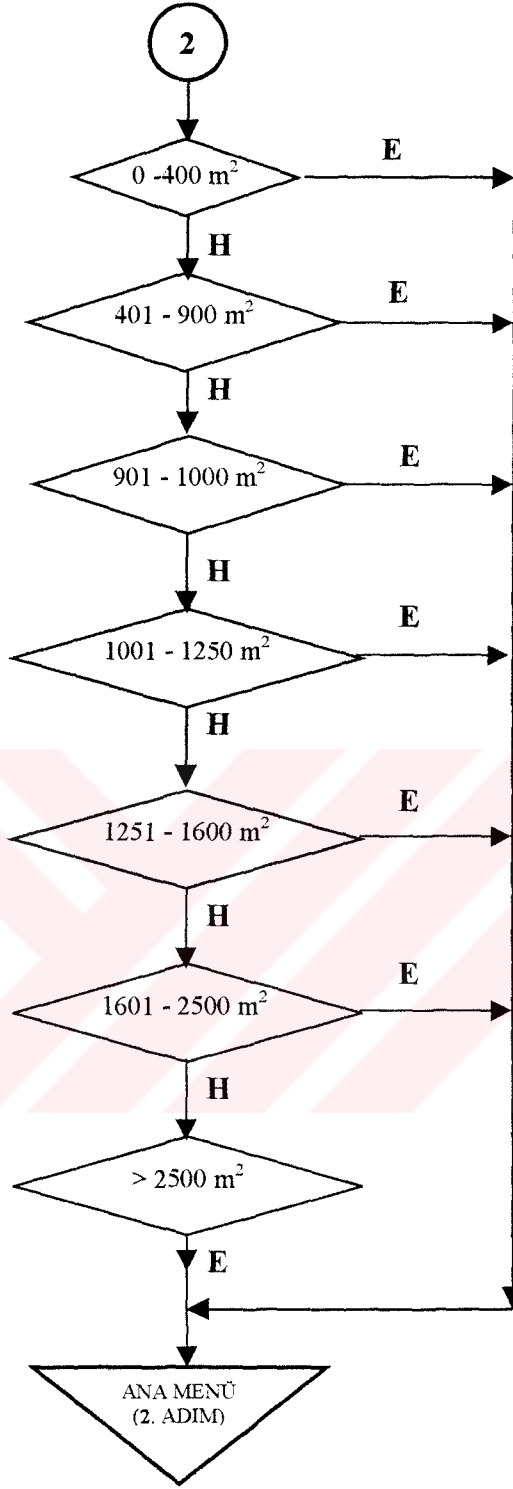 2
0 -400 m²
E
H
401 - 900 m²
E
H
901 - 1000 m²
E
H
1001 - 1250 m²
E
H
1251 - 1600 m²
E
H
1601 - 2500 m²
E
H
> 2500 m²
E
ANA MENÜ
(2. ADIM)